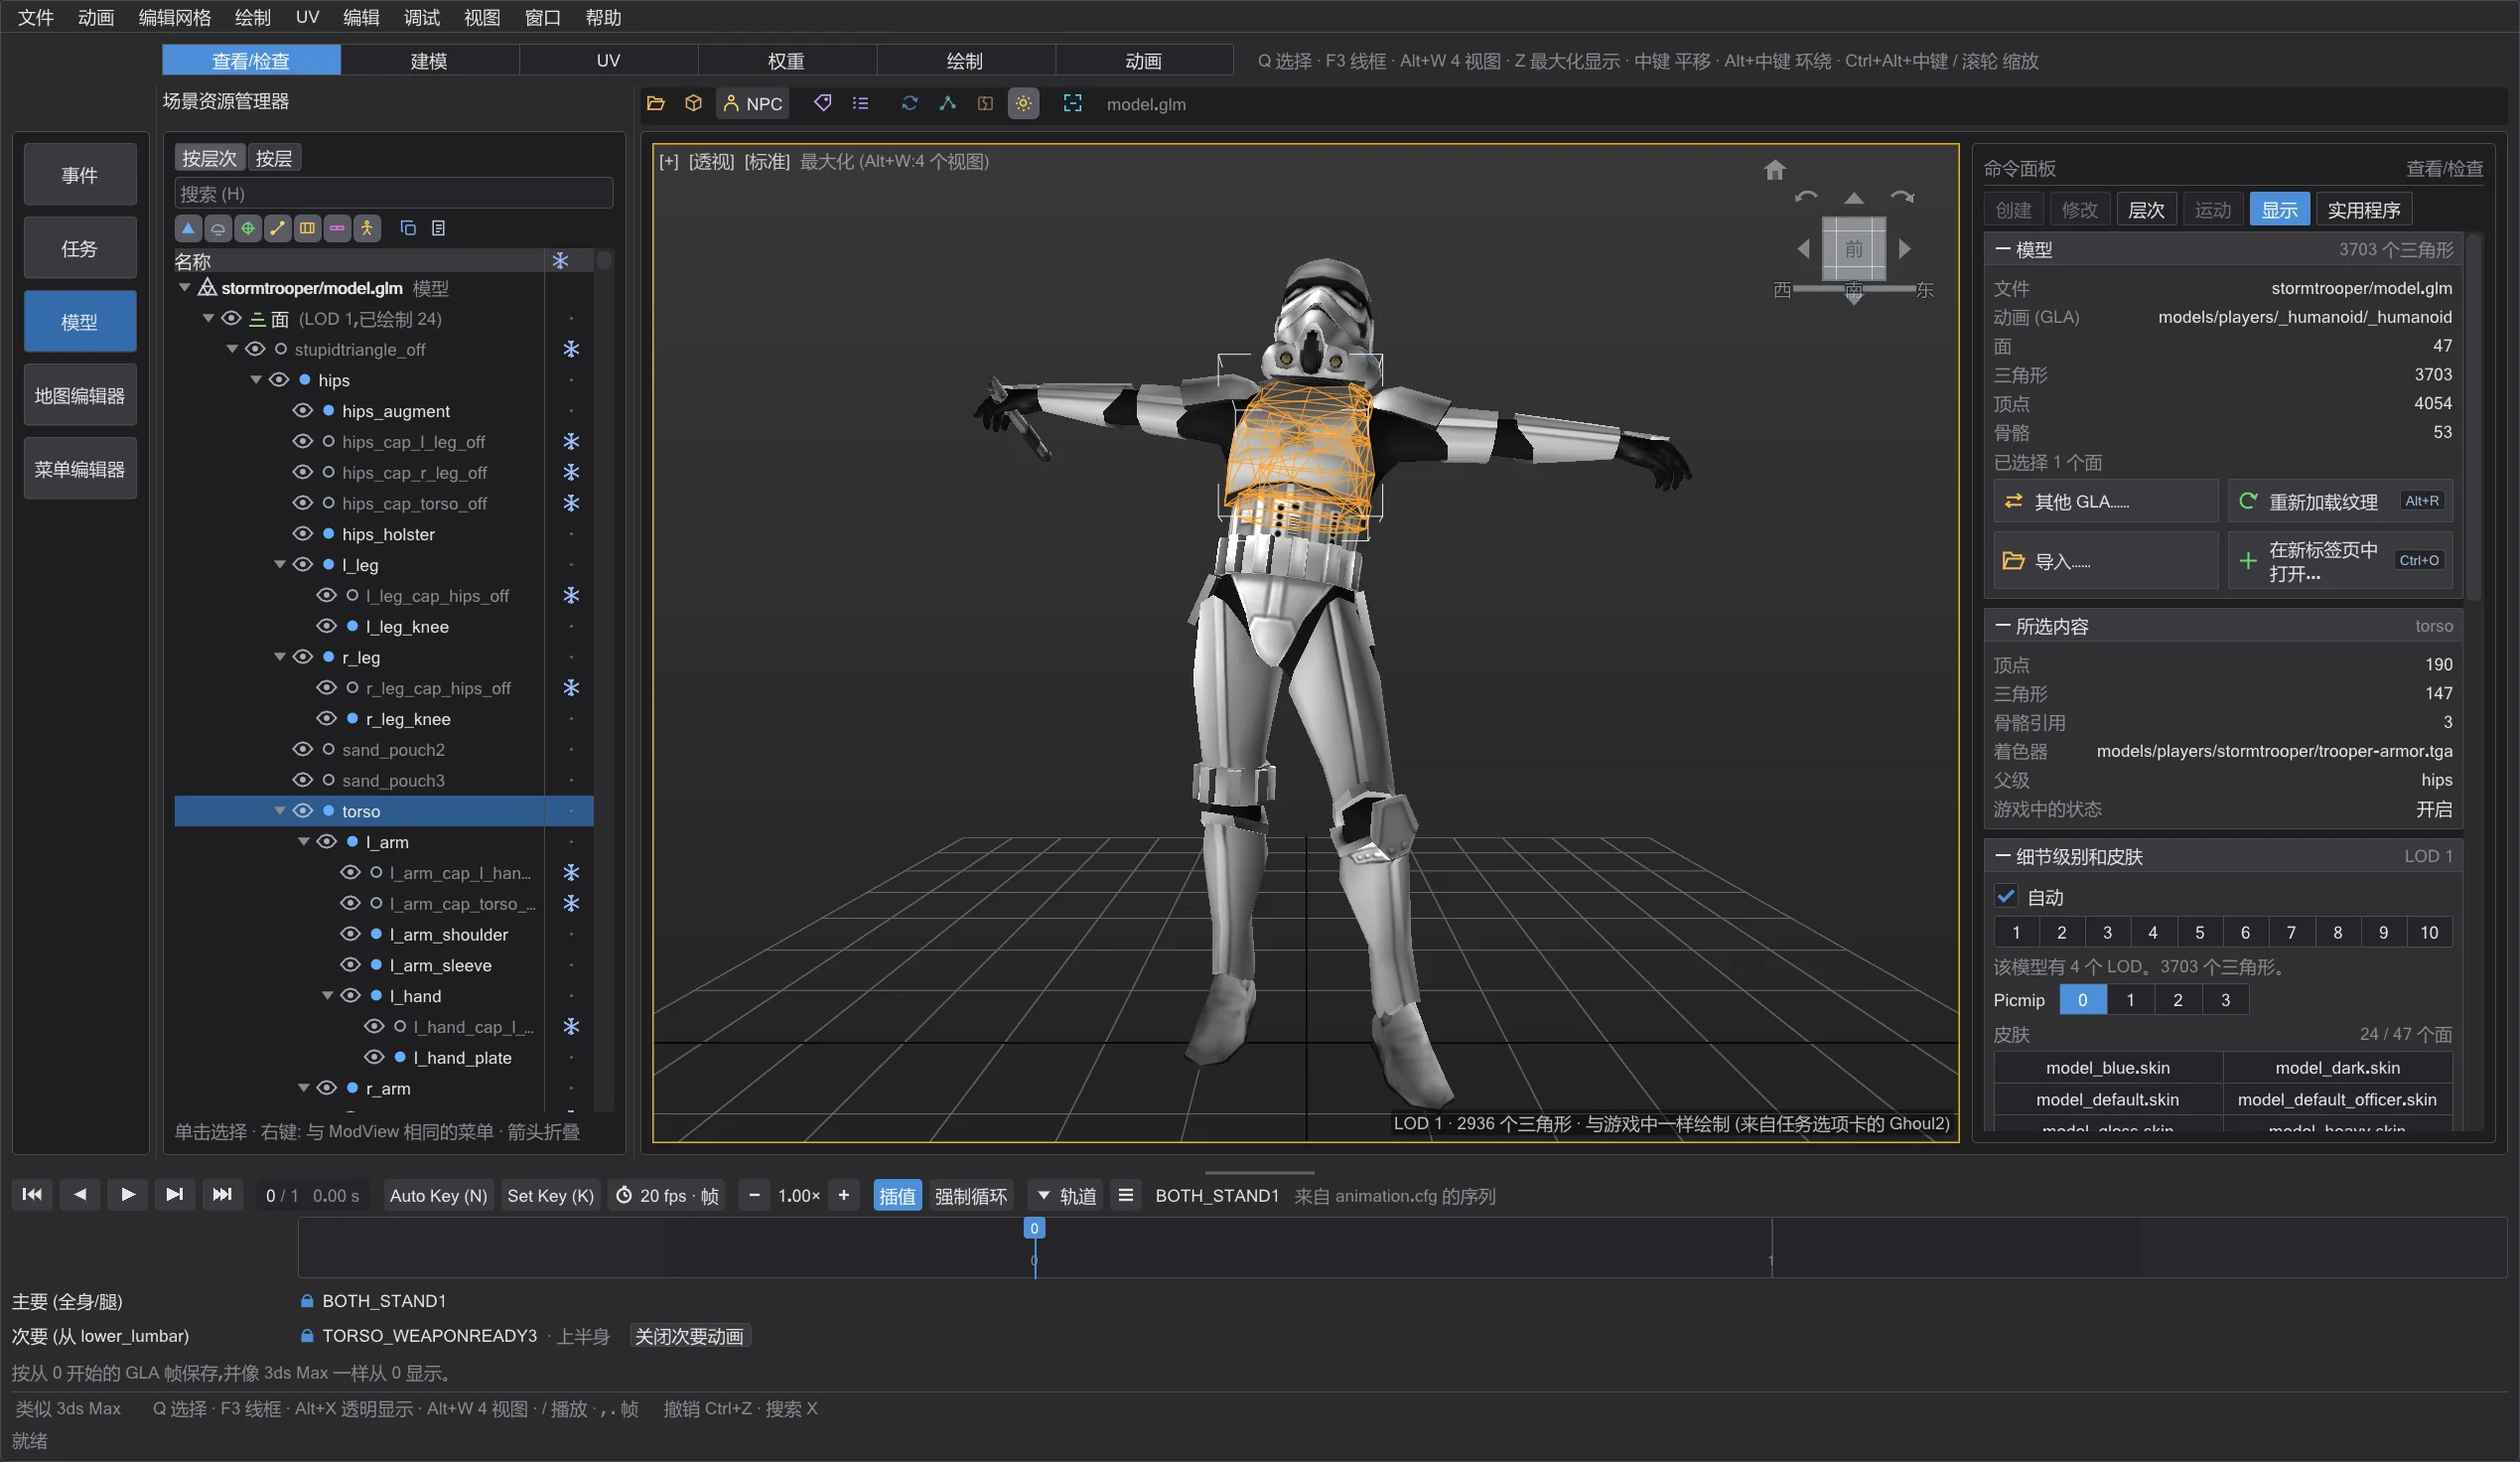 文件 动画 编辑网格 绘制 UV 编辑 调试 视图 窗口 帮助
查看/检查 建模 UV 权重 绘制 动画 Q 选择 · F3 线框 · Alt+W 4 视图 · Z 最大化显示 · 中键 平移 · Alt+中键 环绕 · Ctrl+Alt+中键 / 滚轮 缩放
场景资源管理器
NPC model.glm
事件
任务
模型
地图编辑器
菜单编辑器
按层次 按层
搜索 (H)
名称
stormtrooper/model.glm 模型
面 (LOD 1,已绘制 24)
stupidtriangle_off
hips
hips_augment
hips_cap_l_leg_off
hips_cap_r_leg_off
hips_cap_torso_off
hips_holster
l_leg
l_leg_cap_hips_off
l_leg_knee
r_leg
r_leg_cap_hips_off
r_leg_knee
sand_pouch2
sand_pouch3
torso
l_arm
l_arm_cap_l_han...
l_arm_cap_torso_...
l_arm_shoulder
l_arm_sleeve
l_hand
l_hand_cap_l_...
l_hand_plate
r_arm
单击选择 · 右键: 与 ModView 相同的菜单 · 箭头折叠
[+] [透视] [标准] 最大化 (Alt+W:4 个视图)
前
西 南 东
LOD 1 · 2936 个三角形 · 与游戏中一样绘制 (来自任务选项卡的 Ghoul2)
命令面板 查看/检查
创建 修改 层次 运动 显示 实用程序
模型 3703 个三角形
文件 stormtrooper/model.glm
动画 (GLA) models/players/_humanoid/_humanoid
面 47
三角形 3703
顶点 4054
骨骼 53
已选择 1 个面
其他 GLA...... 重新加载纹理 Alt+R
导入...... 在新标签页中打开... Ctrl+O
所选内容 torso
顶点 190
三角形 147
骨骼引用 3
着色器 models/players/stormtrooper/trooper-armor.tga
父级 hips
游戏中的状态 开启
细节级别和皮肤 LOD 1
自动
1 2 3 4 5 6 7 8 9 10
该模型有 4 个 LOD。3703 个三角形。
Picmip 0 1 2 3
皮肤 24 / 47 个面
model_blue.skin model_dark.skin
model_default.skin model_default_officer.skin
model_gloss.skin model_heavy.skin
0 / 1 0.00 s Auto Key (N) Set Key (K) 20 fps · 帧 − 1.00× + 插值 强制循环 轨道 BOTH_STAND1 来自 animation.cfg 的序列
0
0 1
主要 (全身/腿) BOTH_STAND1
次要 (从 lower_lumbar) TORSO_WEAPONREADY3 · 上半身 关闭次要动画
按从 0 开始的 GLA 帧保存,并像 3ds Max 一样从 0 显示。
类似 3ds Max Q 选择 · F3 线框 · Alt+X 透明显示 · Alt+W 4 视图 · / 播放 · , . 帧 撤销 Ctrl+Z · 搜索 X
就绪